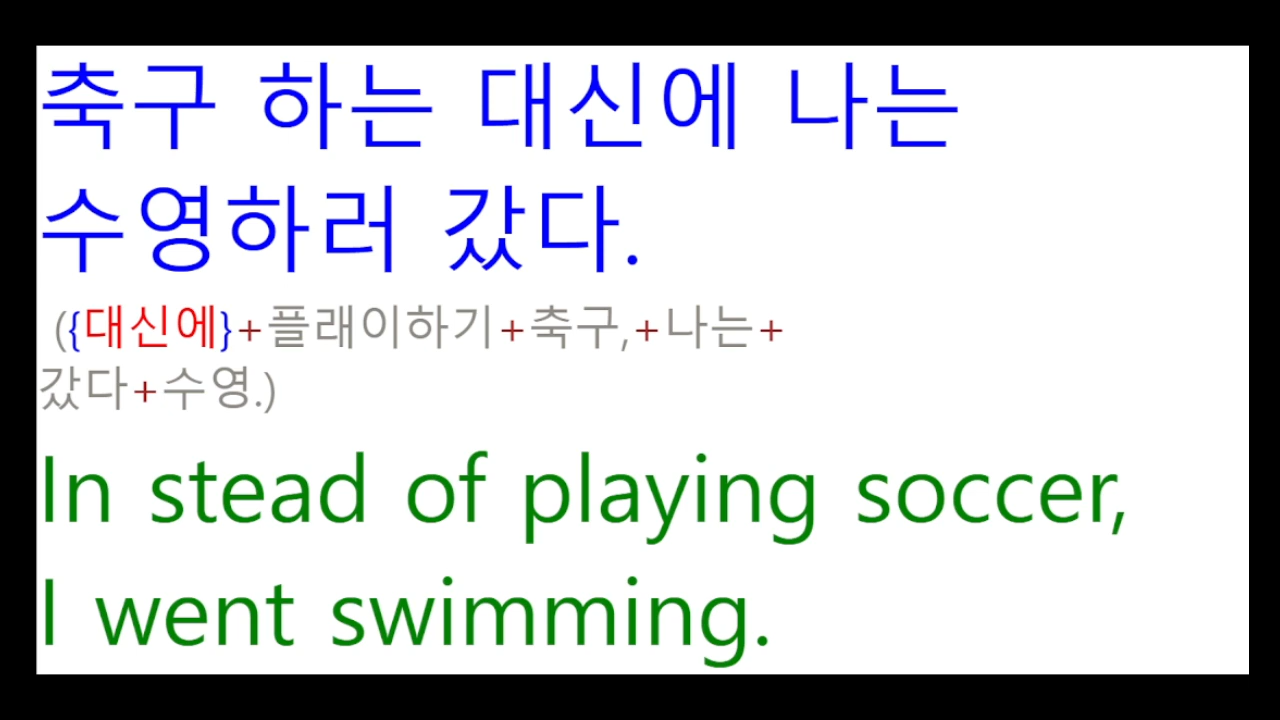 축구 하는 대신에 나는
수영하러 갔다.
({대신에}+플래이하기+축구,+나는+
갔다+수영.)
In stead of playing soccer,
I went swimming.